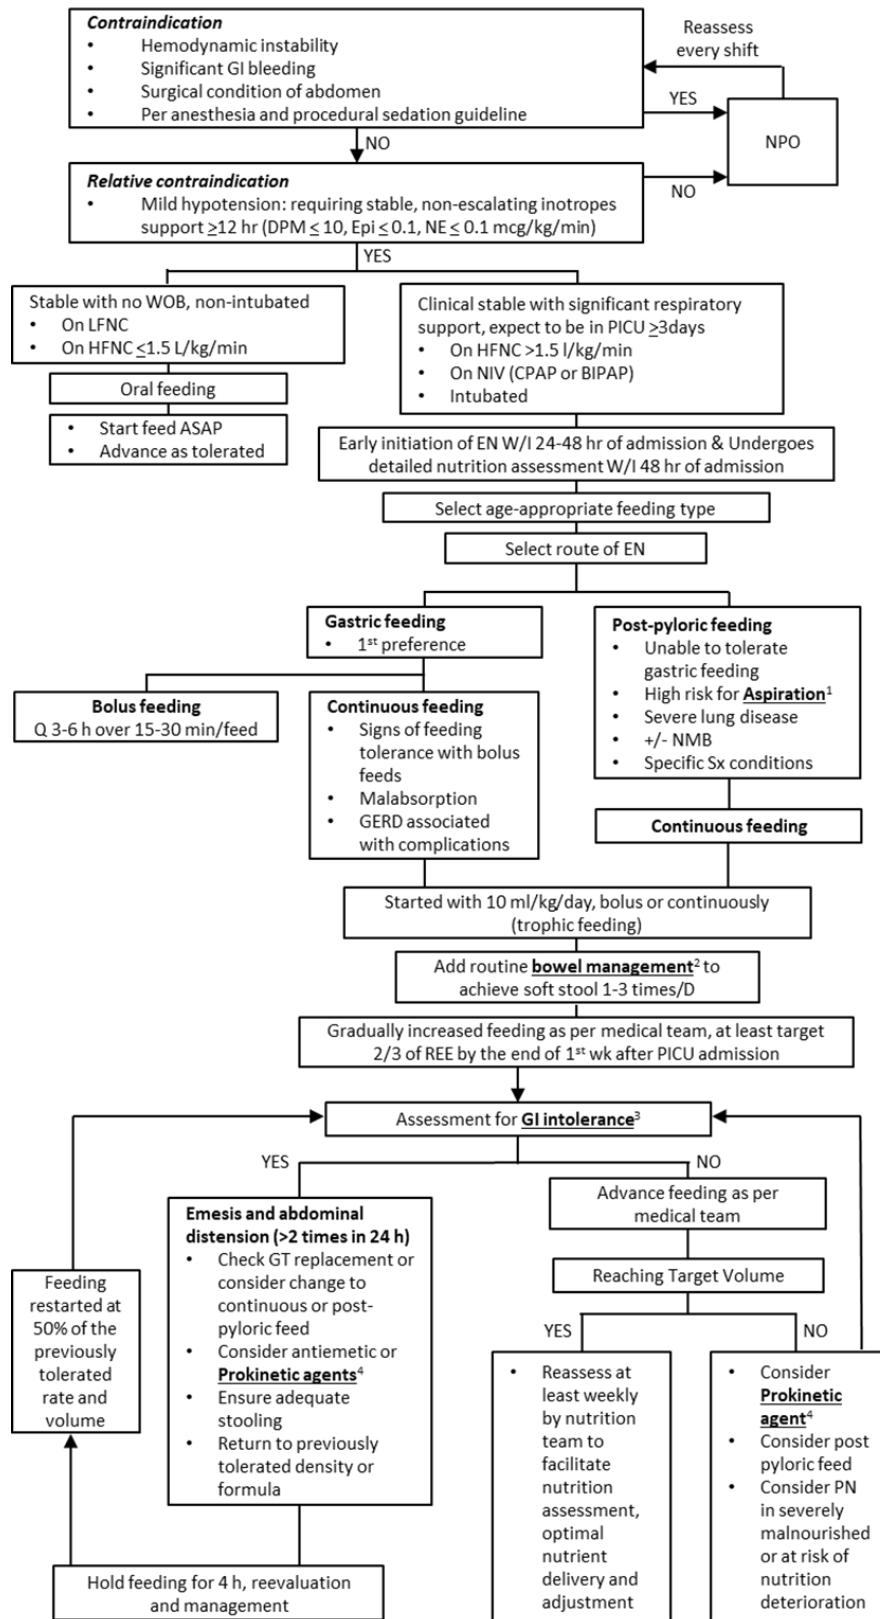 Contraindication
• Hemodynamic instability
• Significant GI bleeding
• Surgical condition of abdomen
• Per anesthesia and procedural sedation guideline
Reassess
every shift
YES
NPO
NO
Relative contraindication
• Mild hypotension: requiring stable, non-escalating inotropes
support ≥12 hr (DPM ≤ 10, Epi ≤ 0.1, NE ≤ 0.1 mcg/kg/min)
NO
YES
Stable with no WOB, non-intubated
• On LFNC
• On HFNC ≤1.5 L/kg/min
Oral feeding
• Start feed ASAP
• Advance as tolerated
Clinical stable with significant respiratory
support, expect to be in PICU ≥3days
• On HFNC >1.5 l/kg/min
• On NIV (CPAP or BIPAP)
• Intubated
Early initiation of EN W/I 24-48 hr of admission & Undergoes
detailed nutrition assessment W/I 48 hr of admission
Select age-appropriate feeding type
Select route of EN
Gastric feeding
• 1st preference
Bolus feeding
Q 3-6 h over 15-30 min/feed
Continuous feeding
• Signs of feeding
tolerance with bolus
feeds
• Malabsorption
• GERD associated
with complications
Post-pyloric feeding
• Unable to tolerate
gastric feeding
• High risk for Aspiration1
• Severe lung disease
• +/- NMB
• Specific Sx conditions
Continuous feeding
Started with 10 ml/kg/day, bolus or continuously
(trophic feeding)
Add routine bowel management2 to
achieve soft stool 1-3 times/D
Gradually increased feeding as per medical team, at least target
2/3 of REE by the end of 1st wk after PICU admission
Assessment for GI intolerance3
YES
NO
Emesis and abdominal
distension (>2 times in 24 h)
• Check GT replacement or
consider change to
continuous or post-
pyloric feed
• Consider antiemetic or
Prokinetic agents4
• Ensure adequate
stooling
• Return to previously
tolerated density or
formula
Hold feeding for 4 h, reevaluation
and management
Feeding
restarted at
50% of the
previously
tolerated
rate and
volume
Advance feeding as per
medical team
Reaching Target Volume
YES
NO
• Reassess at
least weekly
by nutrition
team to
facilitate
nutrition
assessment,
optimal
nutrient
delivery and
adjustment
• Consider
Prokinetic
agent4
• Consider post
pyloric feed
• Consider PN
in severely
malnourished
or at risk of
nutrition
deterioration